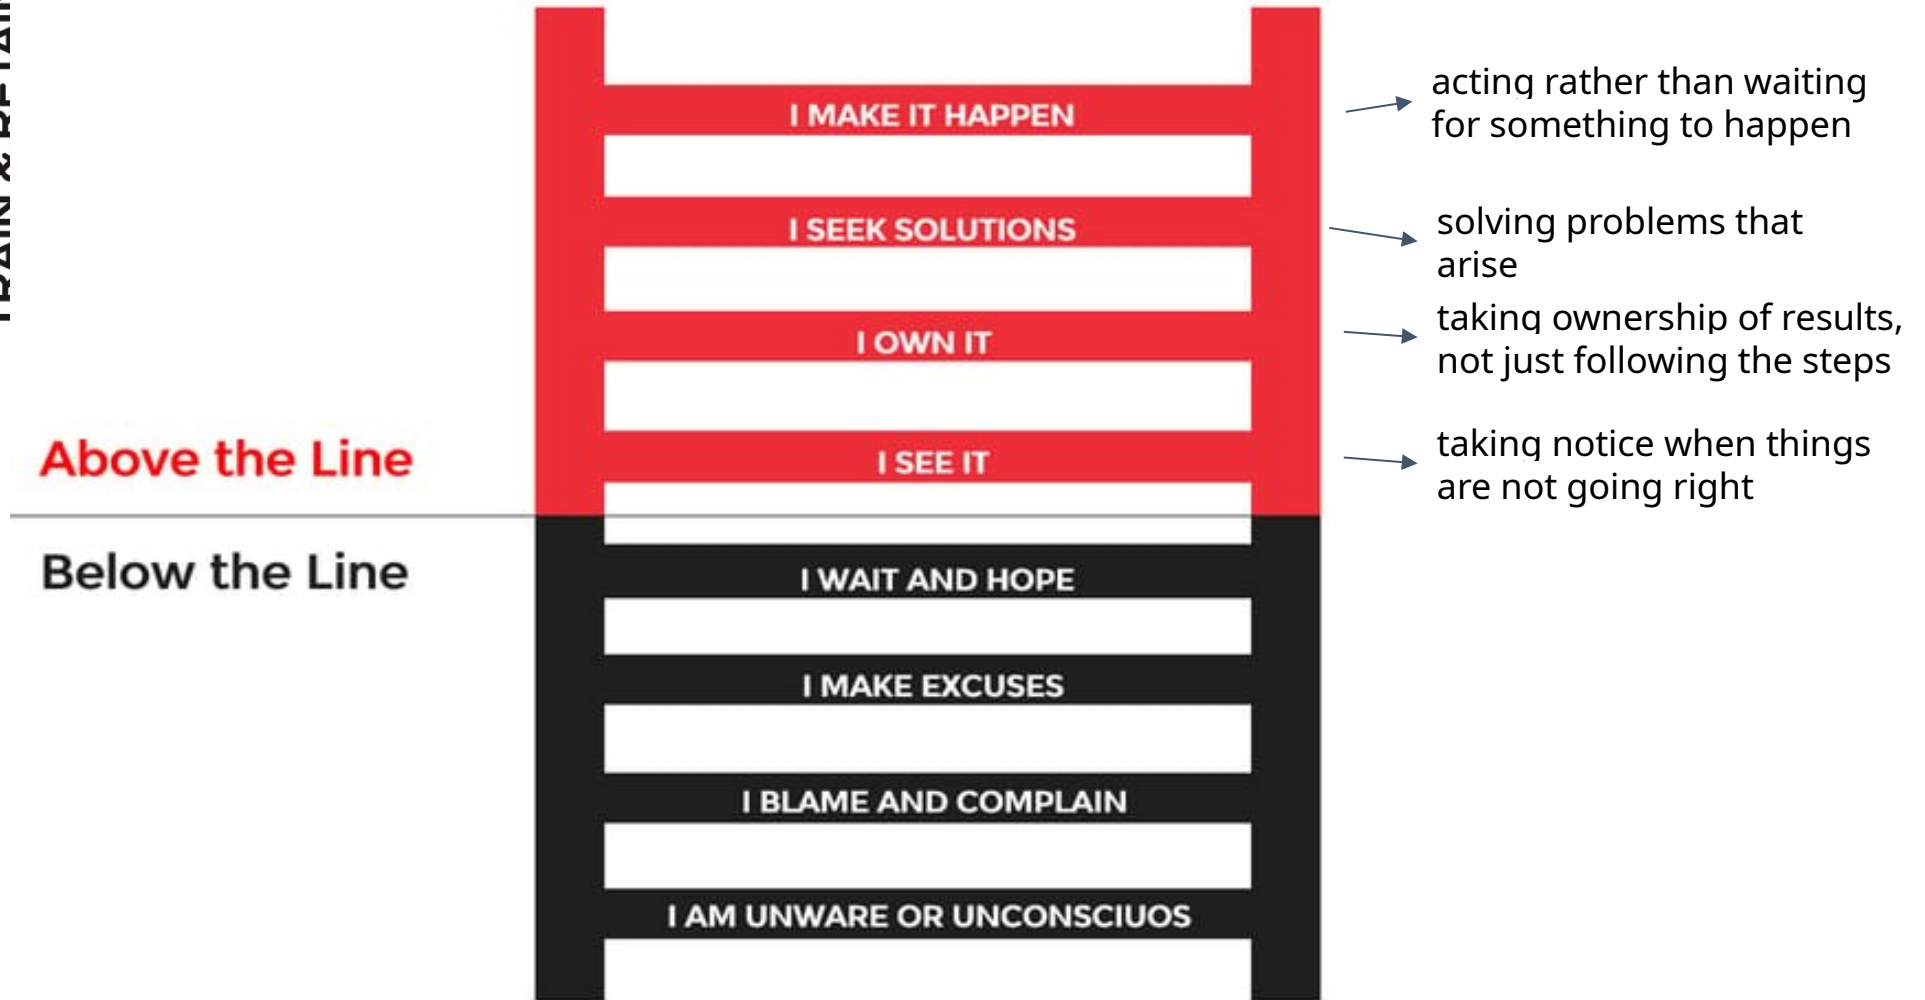 I MAKE IT HAPPEN
acting rather than waiting
for something to happen
I SEEK SOLUTIONS
solving problems that
arise
I OWN IT
taking ownership of results,
not just following the steps
Above the Line
I SEE IT
taking notice when things
are not going right
Below the Line
I WAIT AND HOPE
I MAKE EXCUSES
I BLAME AND COMPLAIN
I AM UNWARE OR UNCONSCIUOS